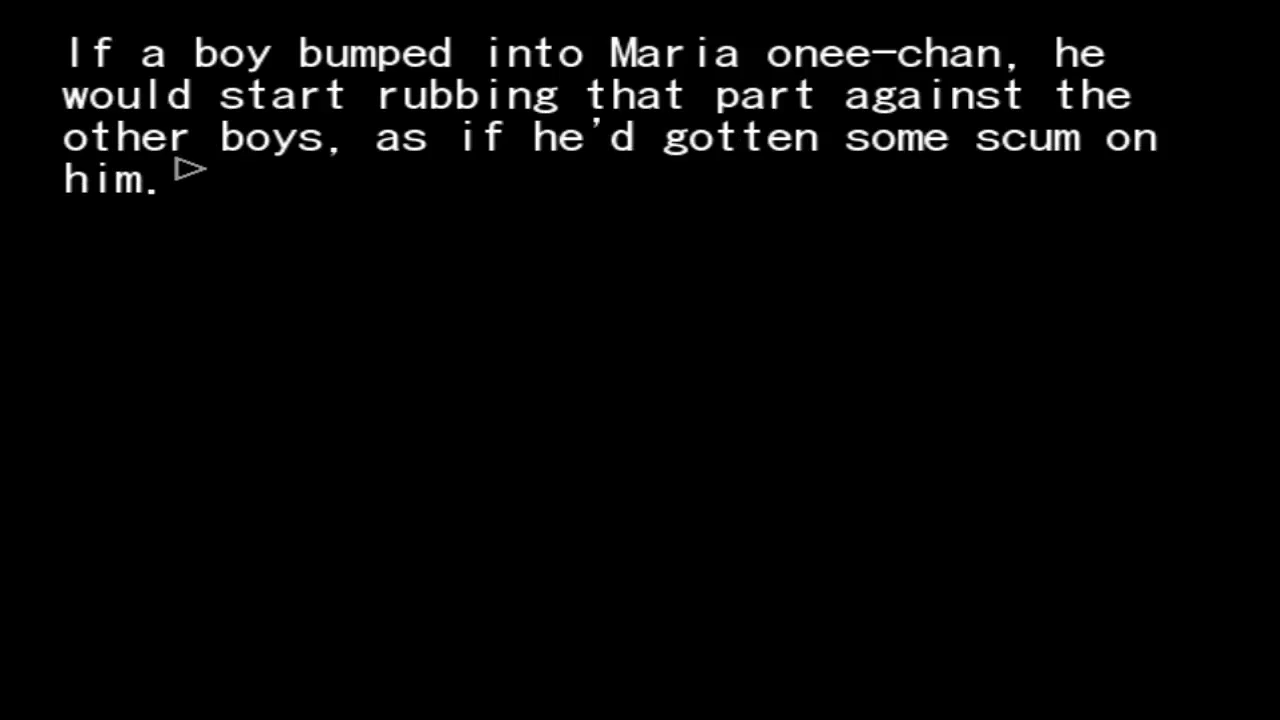 If a boy bumped into Maria onee-chan, he
would start rubbing that part against the
other boys, as if he'd gotten some scum on
him.